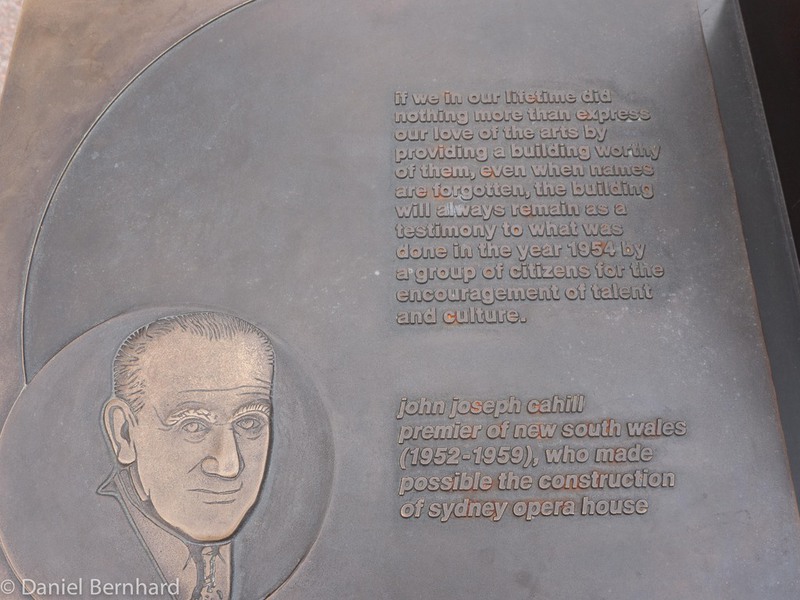 if we in our lifetime did
nothing more than express
our love of the arts by
providing a building worthy
of them, even when names
are forgotten, the building
will always remain as a
testimony to what was
done in the year 1954 by
a group of citizens for the
encouragement of talent
and culture.
john joseph cahill
premier of new south wales
(1952-1959), who made
possible the construction
of sydney opera house
© Daniel Bernhard